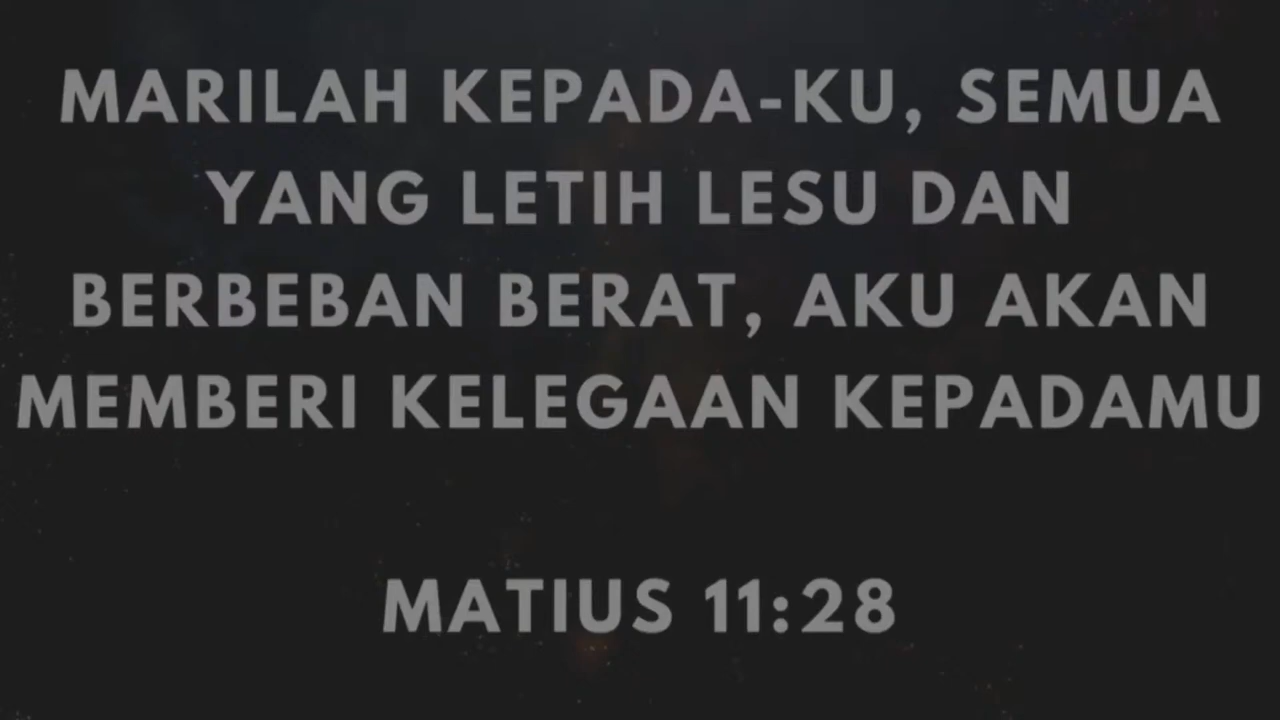 MARILAH KEPADA-KU, SEMUA
YANG LETIH LESU DAN
BERBEBAN BERAT, AKU AKAN
MEMBERI KELEGAAN KEPADAMU
MATIUS 11:28